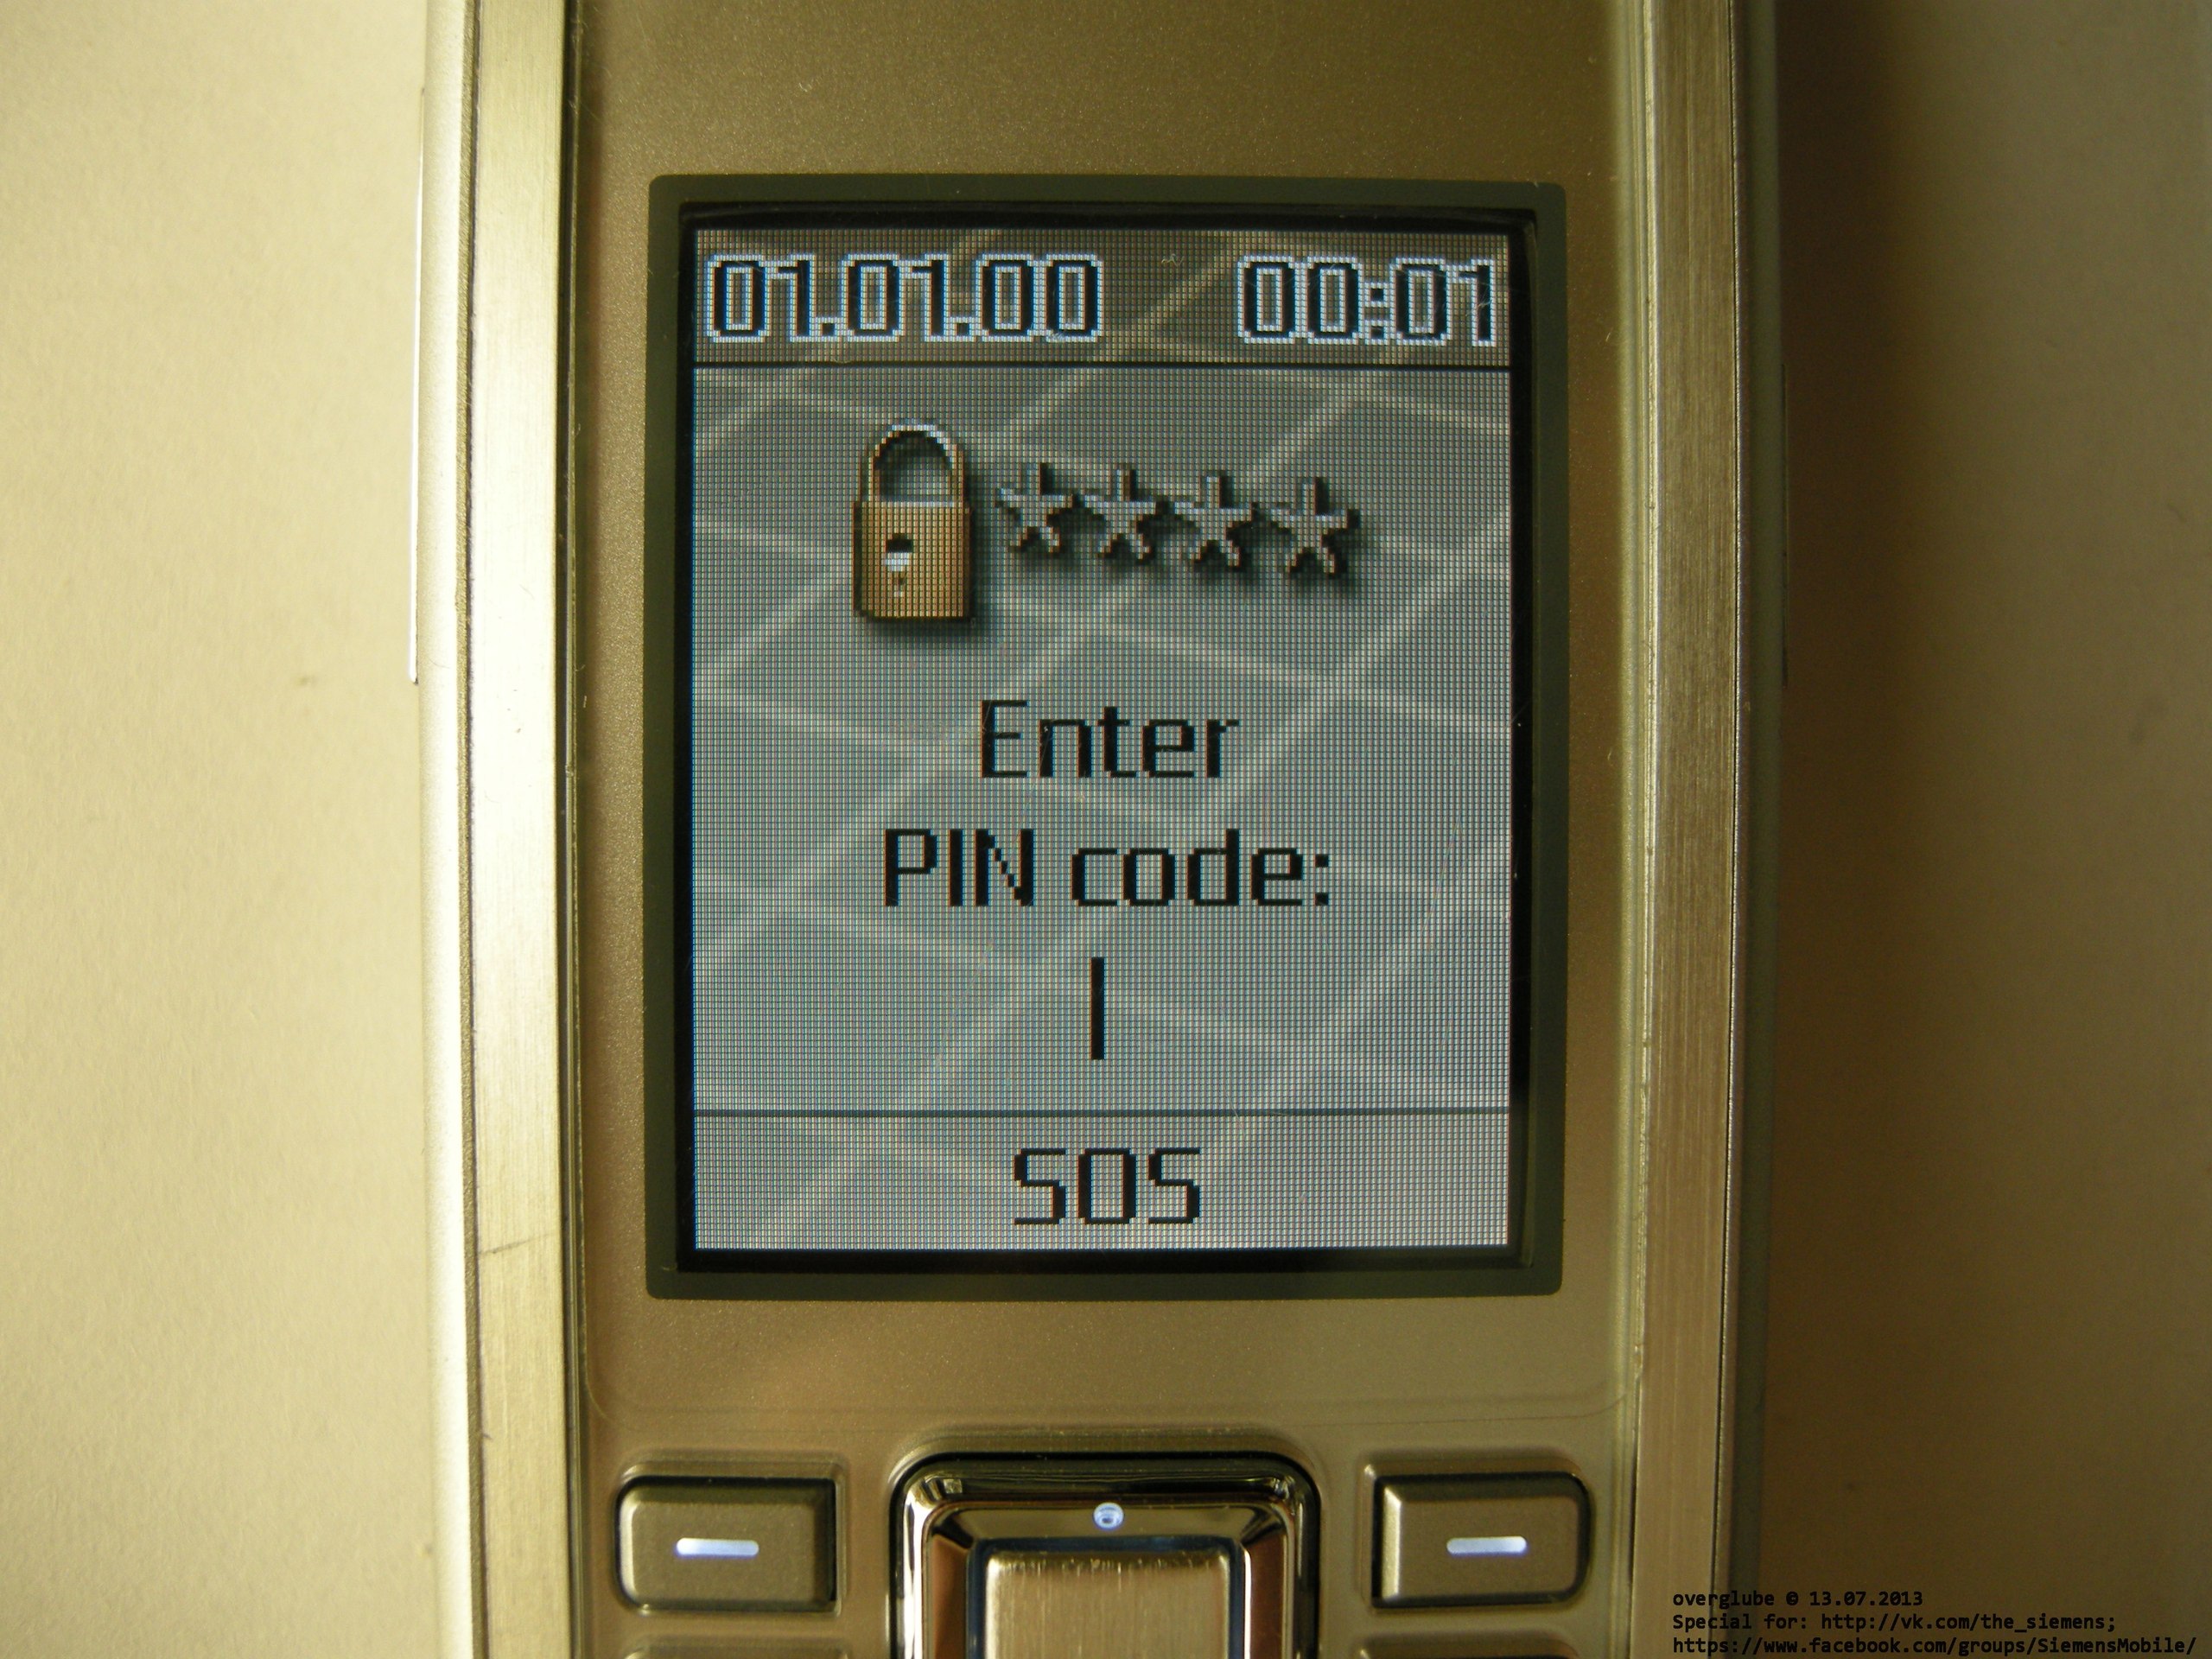 01.01.00 00:01
Enter
PIN code:
SOS
overglube © 13.07.2013
Special for: http://vk.com/the_siemens;
https://www.facebook.com/groups/SiemensMobile/